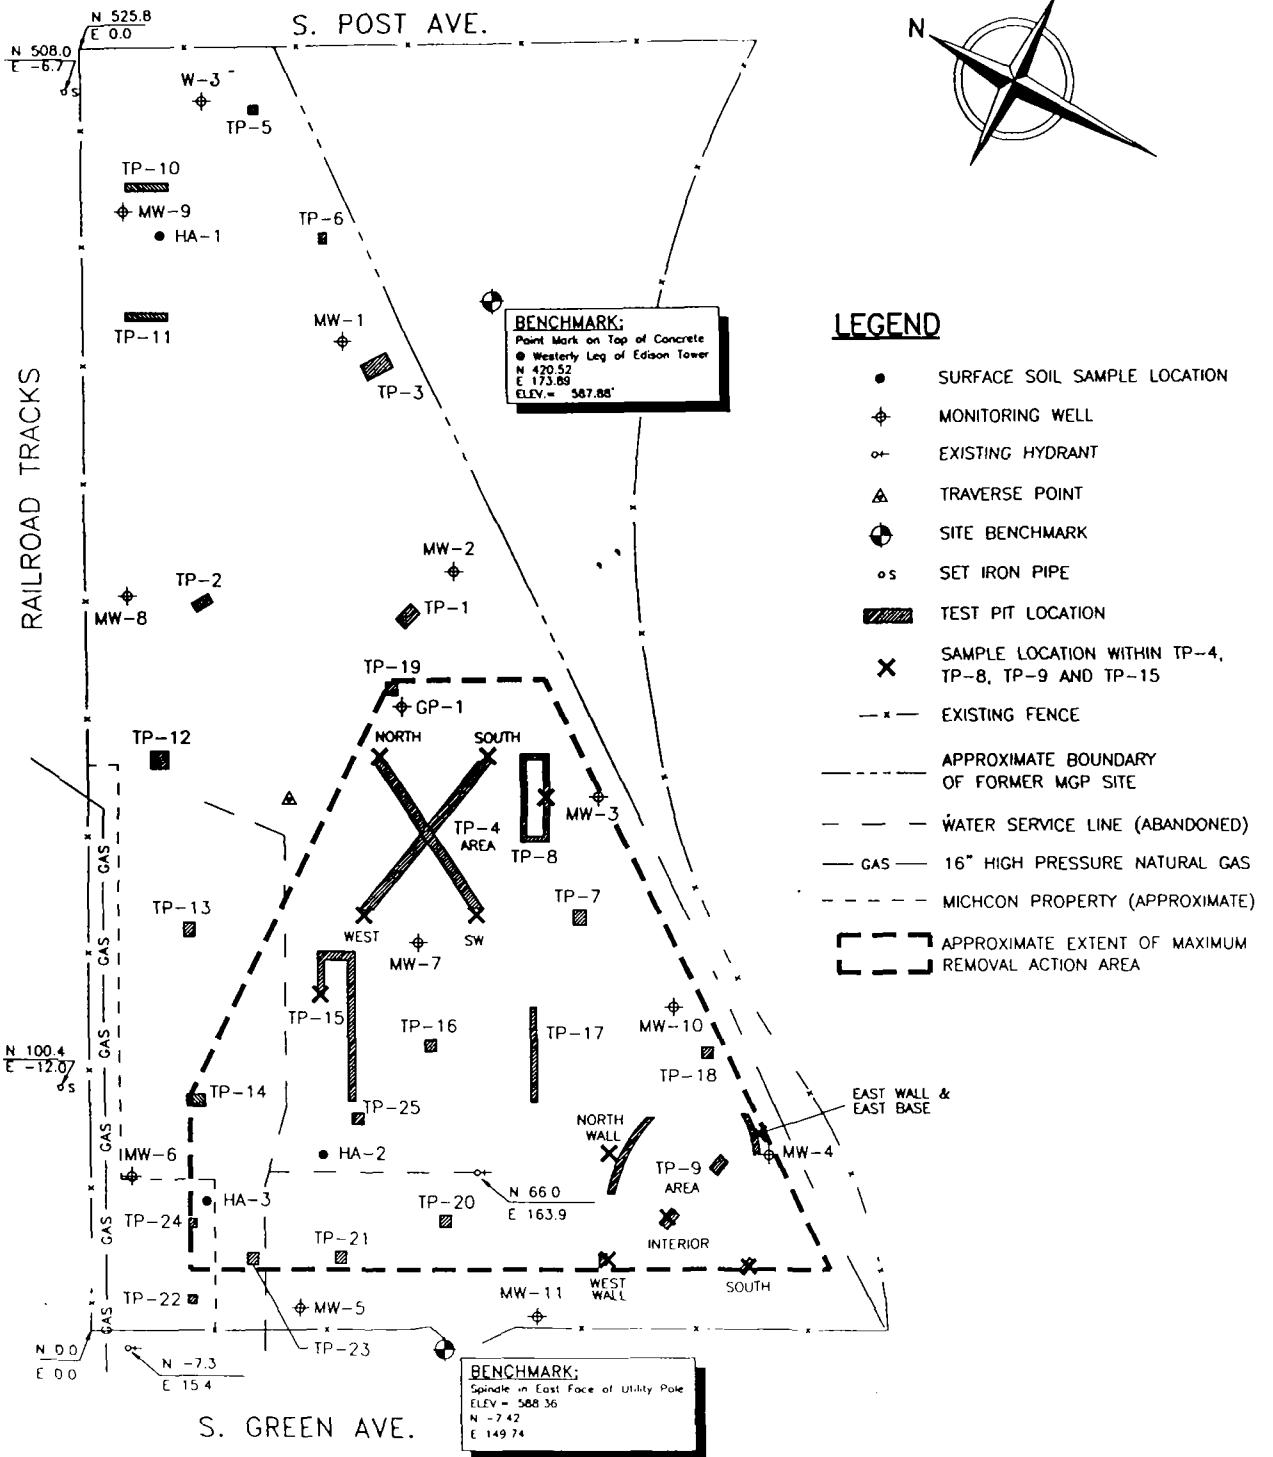 N 525.8
E 0.0
S. POST AVE.
N
N 508.0
E -6.7
S
W-3
TP-5
TP-10
MW-9
HA-1
TP-6
TP-11
MW-1
TP-3
BENCHMARK:
Point Mark on Top of Concrete
@ Westerly Leg of Edison Tower
N 420.52
E 173.89
ELEV.= 587.88'
RAILROAD TRACKS
LEGEND
SURFACE SOIL SAMPLE LOCATION
MONITORING WELL
EXISTING HYDRANT
TRAVERSE POINT
SITE BENCHMARK
S SET IRON PIPE
TEST PIT LOCATION
SAMPLE LOCATION WITHIN TP-4,
TP-8, TP-9 AND TP-15
x EXISTING FENCE
APPROXIMATE BOUNDARY
OF FORMER MGP SITE
WATER SERVICE LINE (ABANDONED)
GAS 16" HIGH PRESSURE NATURAL GAS
MICHCON PROPERTY (APPROXIMATE)
APPROXIMATE EXTENT OF MAXIMUM
REMOVAL ACTION AREA
MW-2
TP-2
MW-8
TP-1
TP-19
GP-1
TP-12
NORTH
SOUTH
TP-4
AREA
MW-3
TP-8
GAS
TP-13
TP-7
WEST
SW
MW-7
GAS
TP-15
MW-10
TP-16
TP-17
GAS
N 100.4
E -12.0
S
TP-18
TP-14
TP-25
EAST WALL &
EAST BASE
GAS
NORTH
WALL
MW-6
HA-2
MW-4
TP-9
AREA
HA-3
N 66.0
E 163.9
TP-24
TP-20
GAS
TP-21
INTERIOR
WEST
WALL
SOUTH
TP-22
GAS
MW-5
MW-11
TP-23
N 0.0
E 0.0
N -7.3
E 15.4
BENCHMARK:
Spindle in East Face of Utility Pole
ELEV = 588.36
N -7.42
E 149.74
S. GREEN AVE.